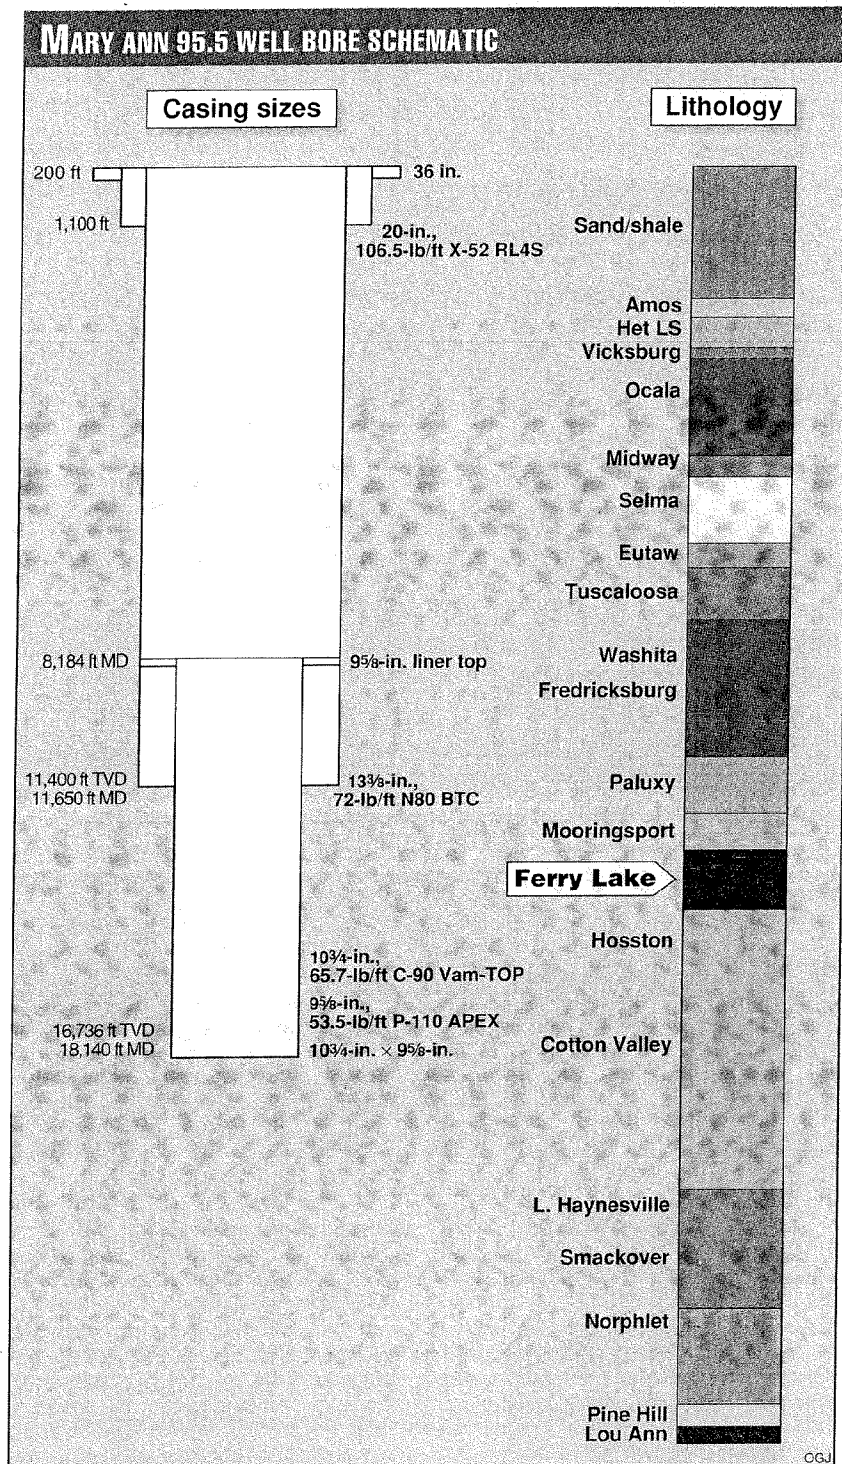 MARY ANN 95.5 WELL BORE SCHEMATIC
Casing sizes
Lithology
200 ft
36 in.
1,100 ft
20-in.,
106.5-lb/ft X-52 RL4S
8,184 ft MD
9⅝-in. liner top
11,400 ft TVD
11,650 ft MD
13⅜-in.,
72-lb/ft N80 BTC
10¾-in.,
65.7-lb/ft C-90 Vam-TOP
9⅝-in.,
53.5-lb/ft P-110 APEX
16,736 ft TVD
18,140 ft MD
10¾-in. × 9⅝-in.
Sand/shale
Amos
Het LS
Vicksburg
Ocala
Midway
Selma
Eutaw
Tuscaloosa
Washita
Fredricksburg
Paluxy
Mooringsport
Ferry Lake
Hosston
Cotton Valley
L. Haynesville
Smackover
Norphlet
Pine Hill
Lou Ann
OGJ